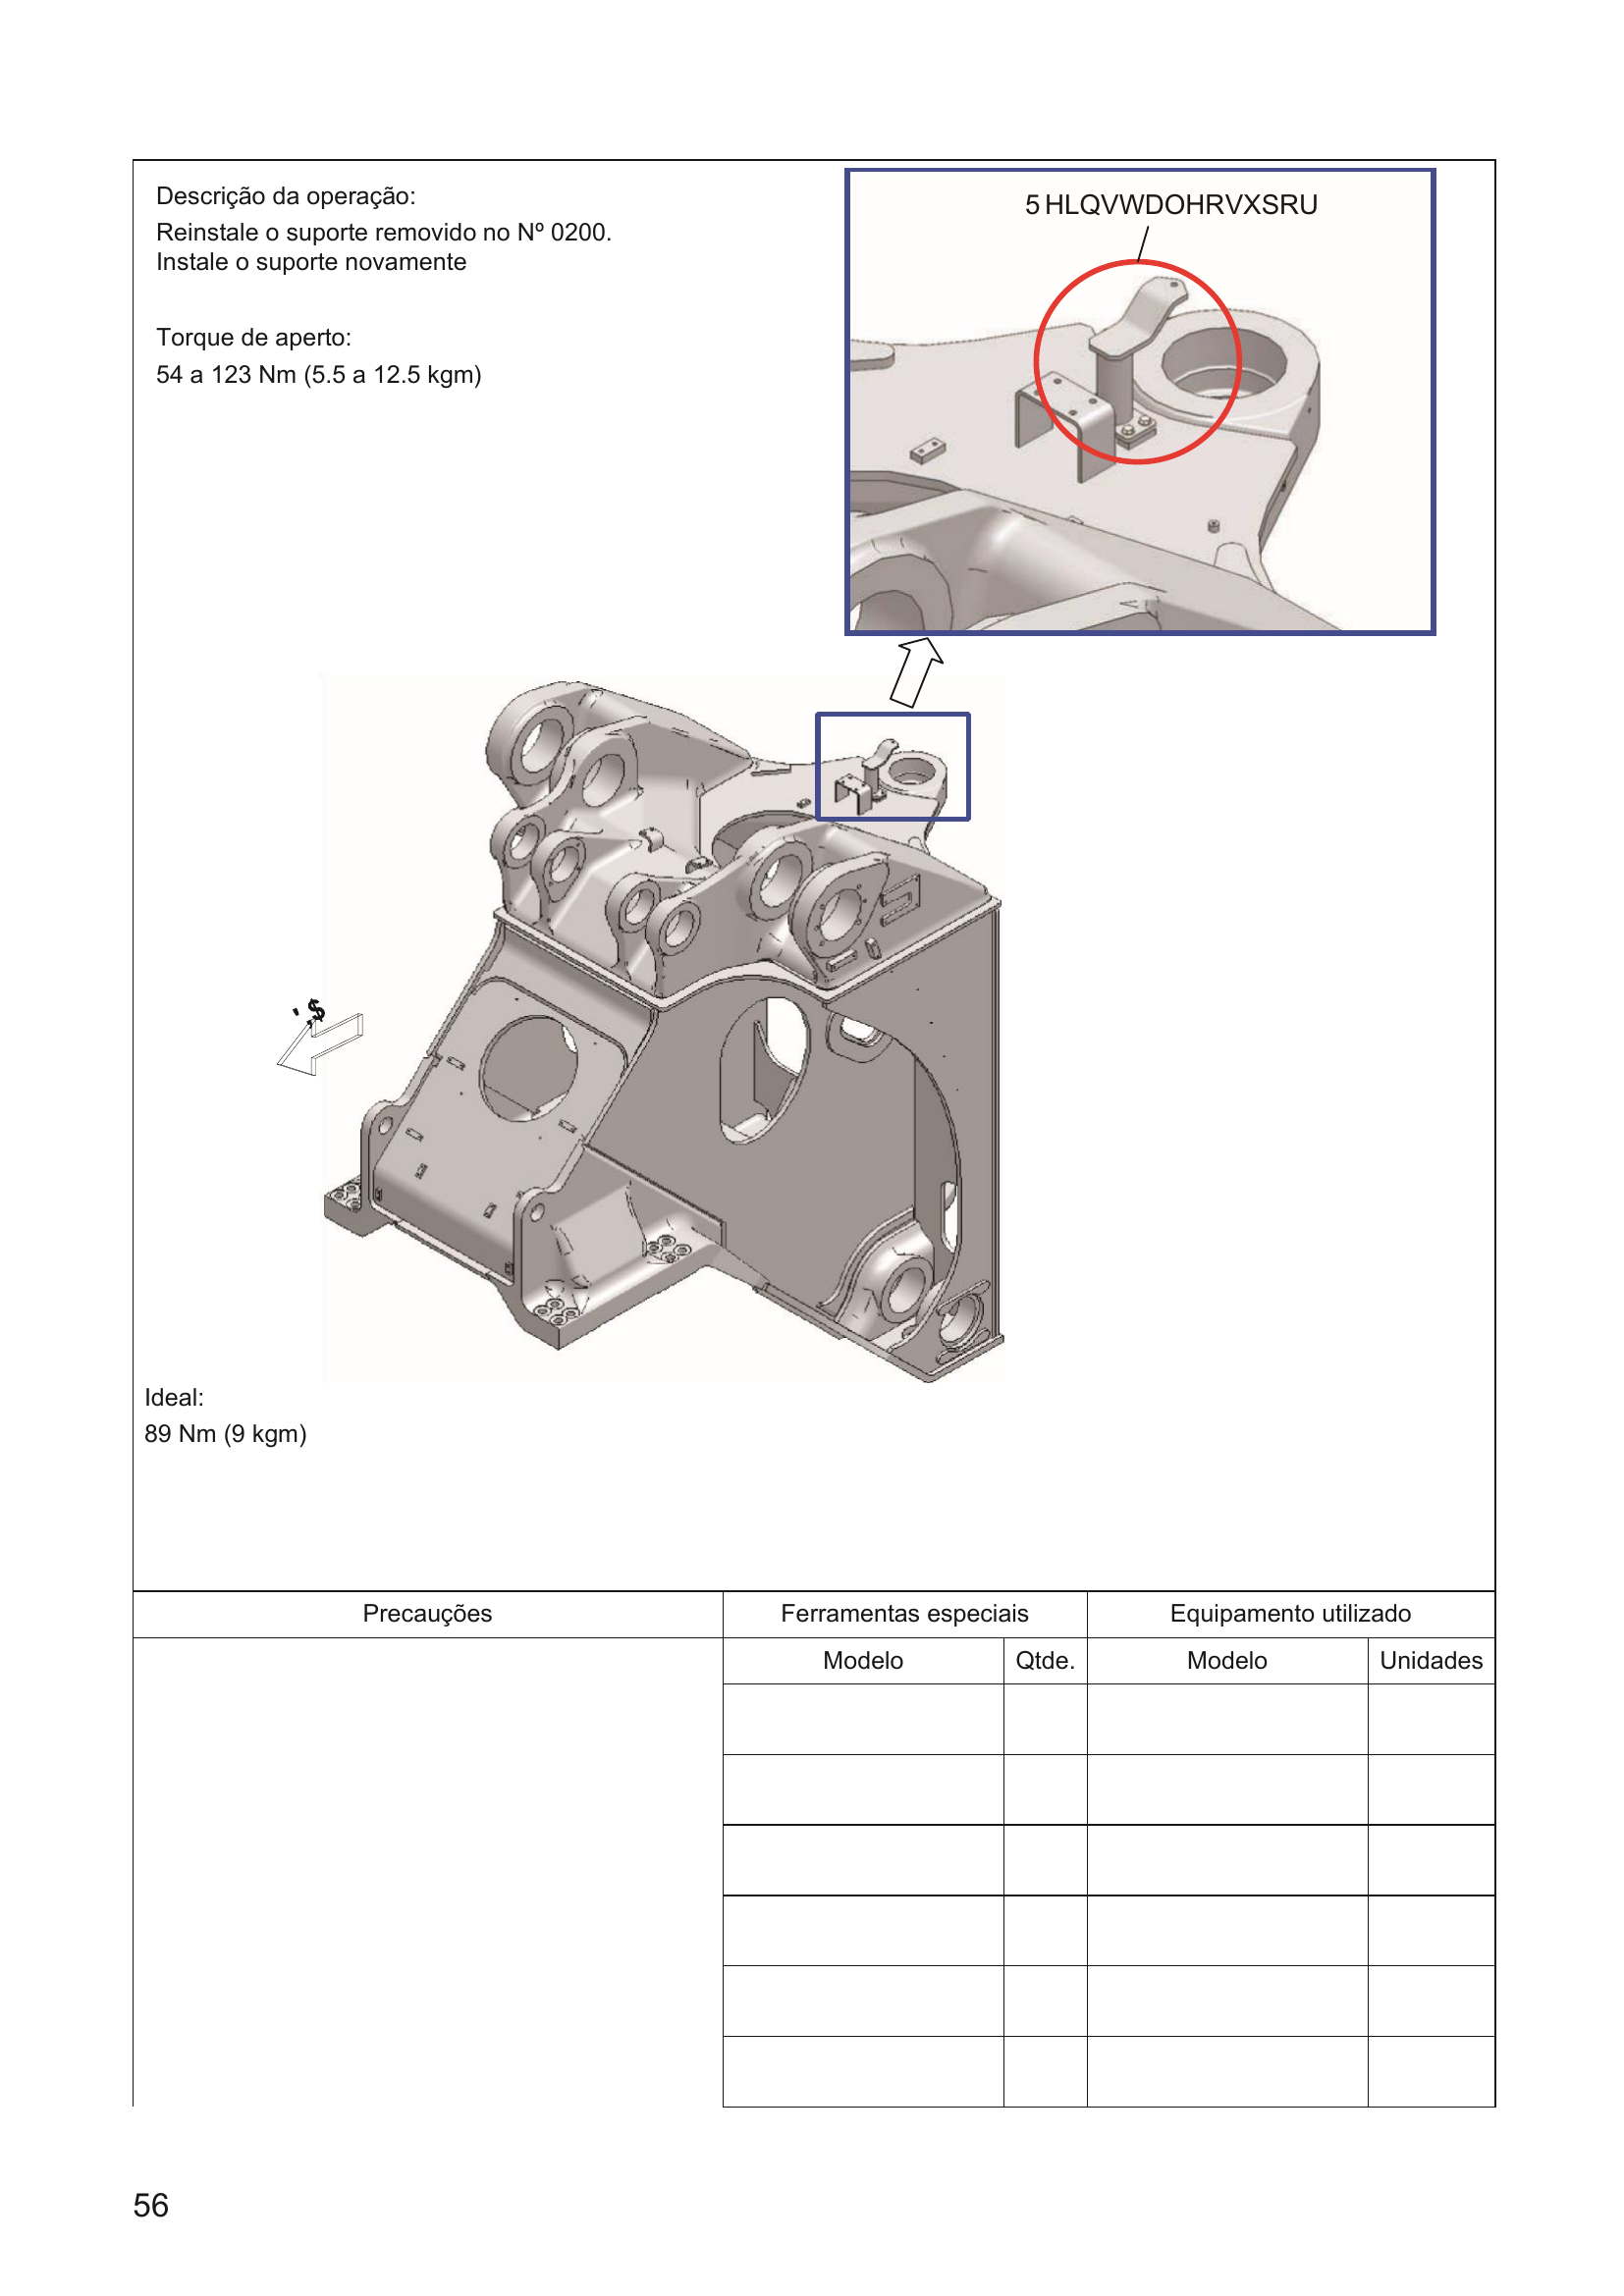 Descrição da operação:
Reinstale o suporte removido no Nº 0200.
Instale o suporte novamente
Torque de aperto:
54 a 123 Nm (5.5 a 12.5 kgm)
5 HLQVWDOHRVXSRU
Ideal:
89 Nm (9 kgm)
Precauções Ferramentas especiais Equipamento utilizado
Modelo Qtde. Modelo Unidades
56